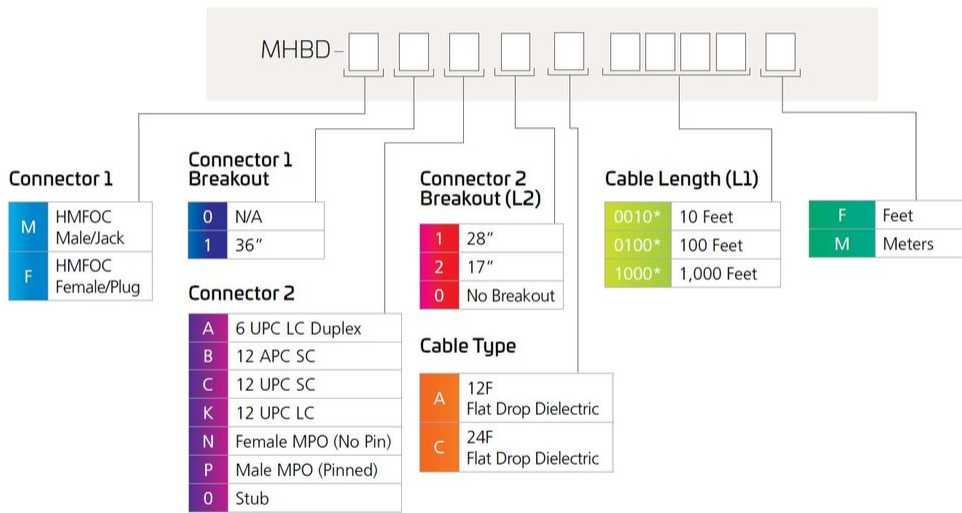 MHBD-
Connector 1
M HMFOC Male/Jack
F HMFOC Female/Plug
Connector 1
Breakout
0 N/A
1 36”
Connector 2
A 6 UPC LC Duplex
B 12 APC SC
C 12 UPC SC
K 12 UPC LC
N Female MPO (No Pin)
P Male MPO (Pinned)
0 Stub
Connector 2
Breakout (L2)
1 28”
2 17”
0 No Breakout
Cable Type
A 12F
Flat Drop Dielectric
C 24F
Flat Drop Dielectric
Cable Length (L1)
0010* 10 Feet
0100* 100 Feet
1000* 1,000 Feet
F Feet
M Meters